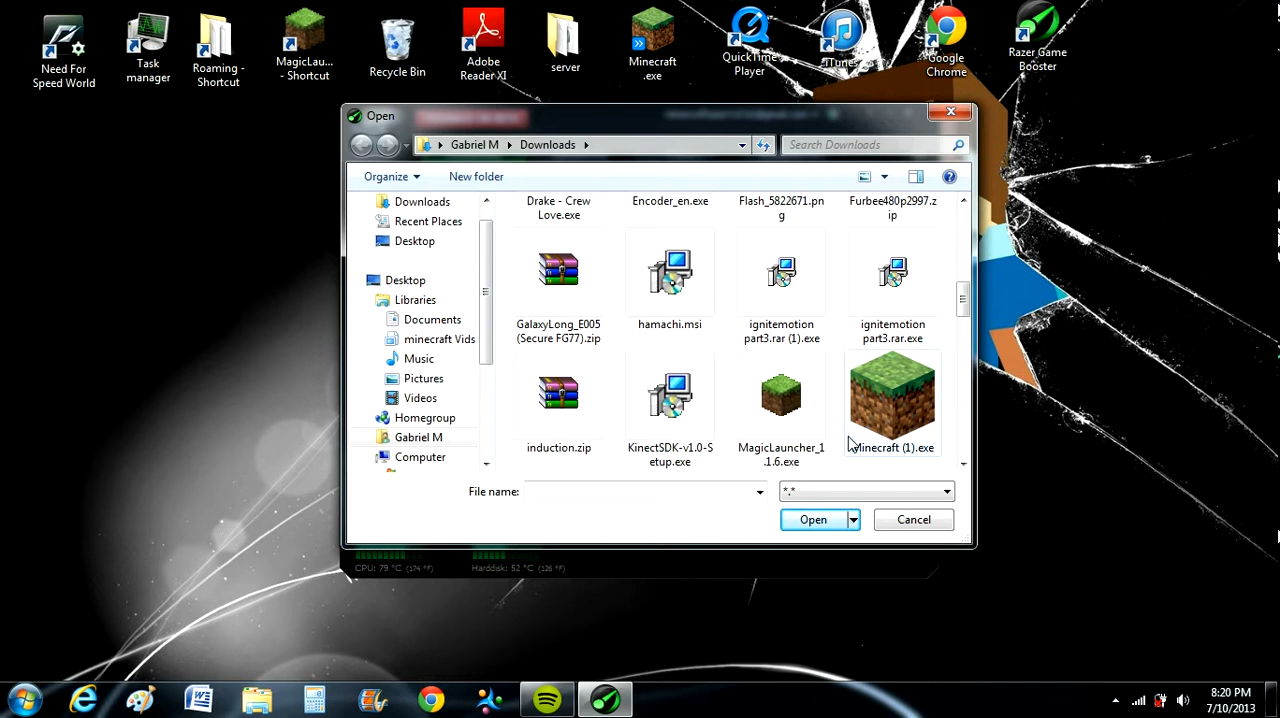 Need For
Speed World
Task
manager
Roaming -
Shortcut
MagicLau...
- Shortcut
Recycle Bin
Adobe
Reader XI
server
Minecraft
.exe
QuickTime
Player
iTunes
Google
Chrome
Razer Game
Booster
Open
Gabriel M
Downloads
Search Downloads
Organize
New folder
Downloads
Recent Places
Desktop
Desktop
Libraries
Documents
minecraft Vids
Music
Pictures
Videos
Homegroup
Gabriel M
Computer
Drake - Crew
Love.exe
Encoder_en.exe
Flash_5822671.pn
g
Furbee480p2997.z
ip
GalaxyLong_E005
(Secure FG77).zip
hamachi.msi
ignitemotion
part3.rar (1).exe
ignitemotion
part3.rar.exe
induction.zip
KinectSDK-v1.0-S
etup.exe
MagicLauncher_1
.1.6.exe
Minecraft (1).exe
File name:
*.*
Open
Cancel
CPU: 79 °C (174 °F)
Harddisk: 52 °C (126 °F)
8:20 PM
7/10/2013